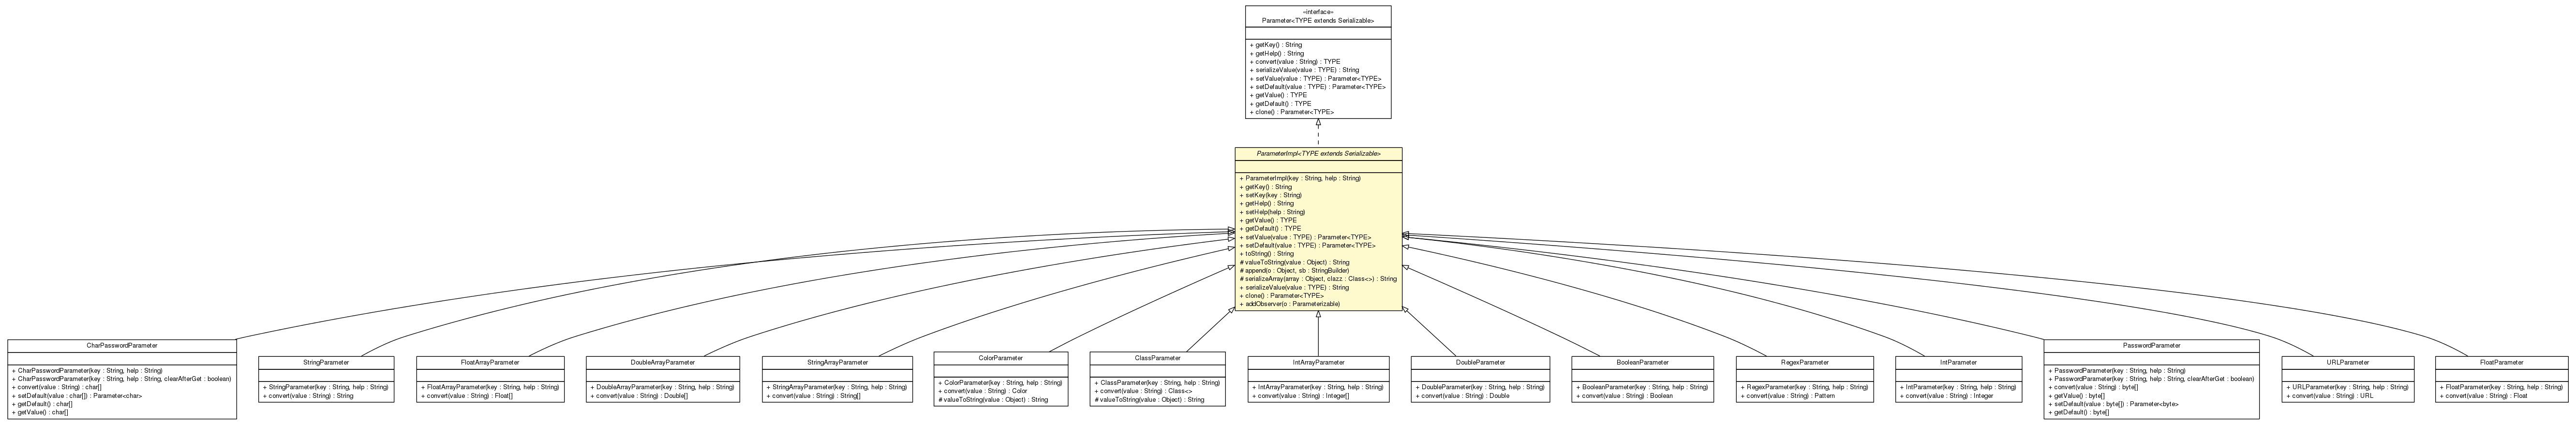 «interface»
Parameter<TYPE extends Serializable>
+ getKey() : String
+ getHelp() : String
+ convert(value : String) : TYPE
+ serializeValue(value : TYPE) : String
+ setValue(value : TYPE) : Parameter<TYPE>
+ setDefault(value : TYPE) : Parameter<TYPE>
+ getValue() : TYPE
+ getDefault() : TYPE
+ clone() : Parameter<TYPE>
ParameterImpl<TYPE extends Serializable>
+ ParameterImpl(key : String, help : String)
+ getKey() : String
+ setKey(key : String)
+ getHelp() : String
+ setHelp(help : String)
+ getValue() : TYPE
+ getDefault() : TYPE
+ setValue(value : TYPE) : Parameter<TYPE>
+ setDefault(value : TYPE) : Parameter<TYPE>
+ toString() : String
# valueToString(value : Object) : String
# append(o : Object, sb : StringBuilder)
# serializeArray(array : Object, clazz : Class<>) : String
+ serializeValue(value : TYPE) : String
+ clone() : Parameter<TYPE>
+ addObserver(o : Parameterizable)
CharPasswordParameter
+ CharPasswordParameter(key : String, help : String)
+ CharPasswordParameter(key : String, help : String, clearAfterGet : boolean)
+ convert(value : String) : char[]
+ setDefault(value : char[]) : Parameter<char>
+ getDefault() : char[]
+ getValue() : char[]
StringParameter
+ StringParameter(key : String, help : String)
+ convert(value : String) : String
FloatArrayParameter
+ FloatArrayParameter(key : String, help : String)
+ convert(value : String) : Float[]
DoubleArrayParameter
+ DoubleArrayParameter(key : String, help : String)
+ convert(value : String) : Double[]
StringArrayParameter
+ StringArrayParameter(key : String, help : String)
+ convert(value : String) : String[]
ColorParameter
+ ColorParameter(key : String, help : String)
+ convert(value : String) : Color
# valueToString(value : Object) : String
ClassParameter
+ ClassParameter(key : String, help : String)
+ convert(value : String) : Class<>
# valueToString(value : Object) : String
IntArrayParameter
+ IntArrayParameter(key : String, help : String)
+ convert(value : String) : Integer[]
DoubleParameter
+ DoubleParameter(key : String, help : String)
+ convert(value : String) : Double
BooleanParameter
+ BooleanParameter(key : String, help : String)
+ convert(value : String) : Boolean
RegexParameter
+ RegexParameter(key : String, help : String)
+ convert(value : String) : Pattern
IntParameter
+ IntParameter(key : String, help : String)
+ convert(value : String) : Integer
PasswordParameter
+ PasswordParameter(key : String, help : String)
+ PasswordParameter(key : String, help : String, clearAfterGet : boolean)
+ convert(value : String) : byte[]
+ getValue() : byte[]
+ setDefault(value : byte[]) : Parameter<byte>
+ getDefault() : byte[]
URLParameter
+ URLParameter(key : String, help : String)
+ convert(value : String) : URL
FloatParameter
+ FloatParameter(key : String, help : String)
+ convert(value : String) : Float